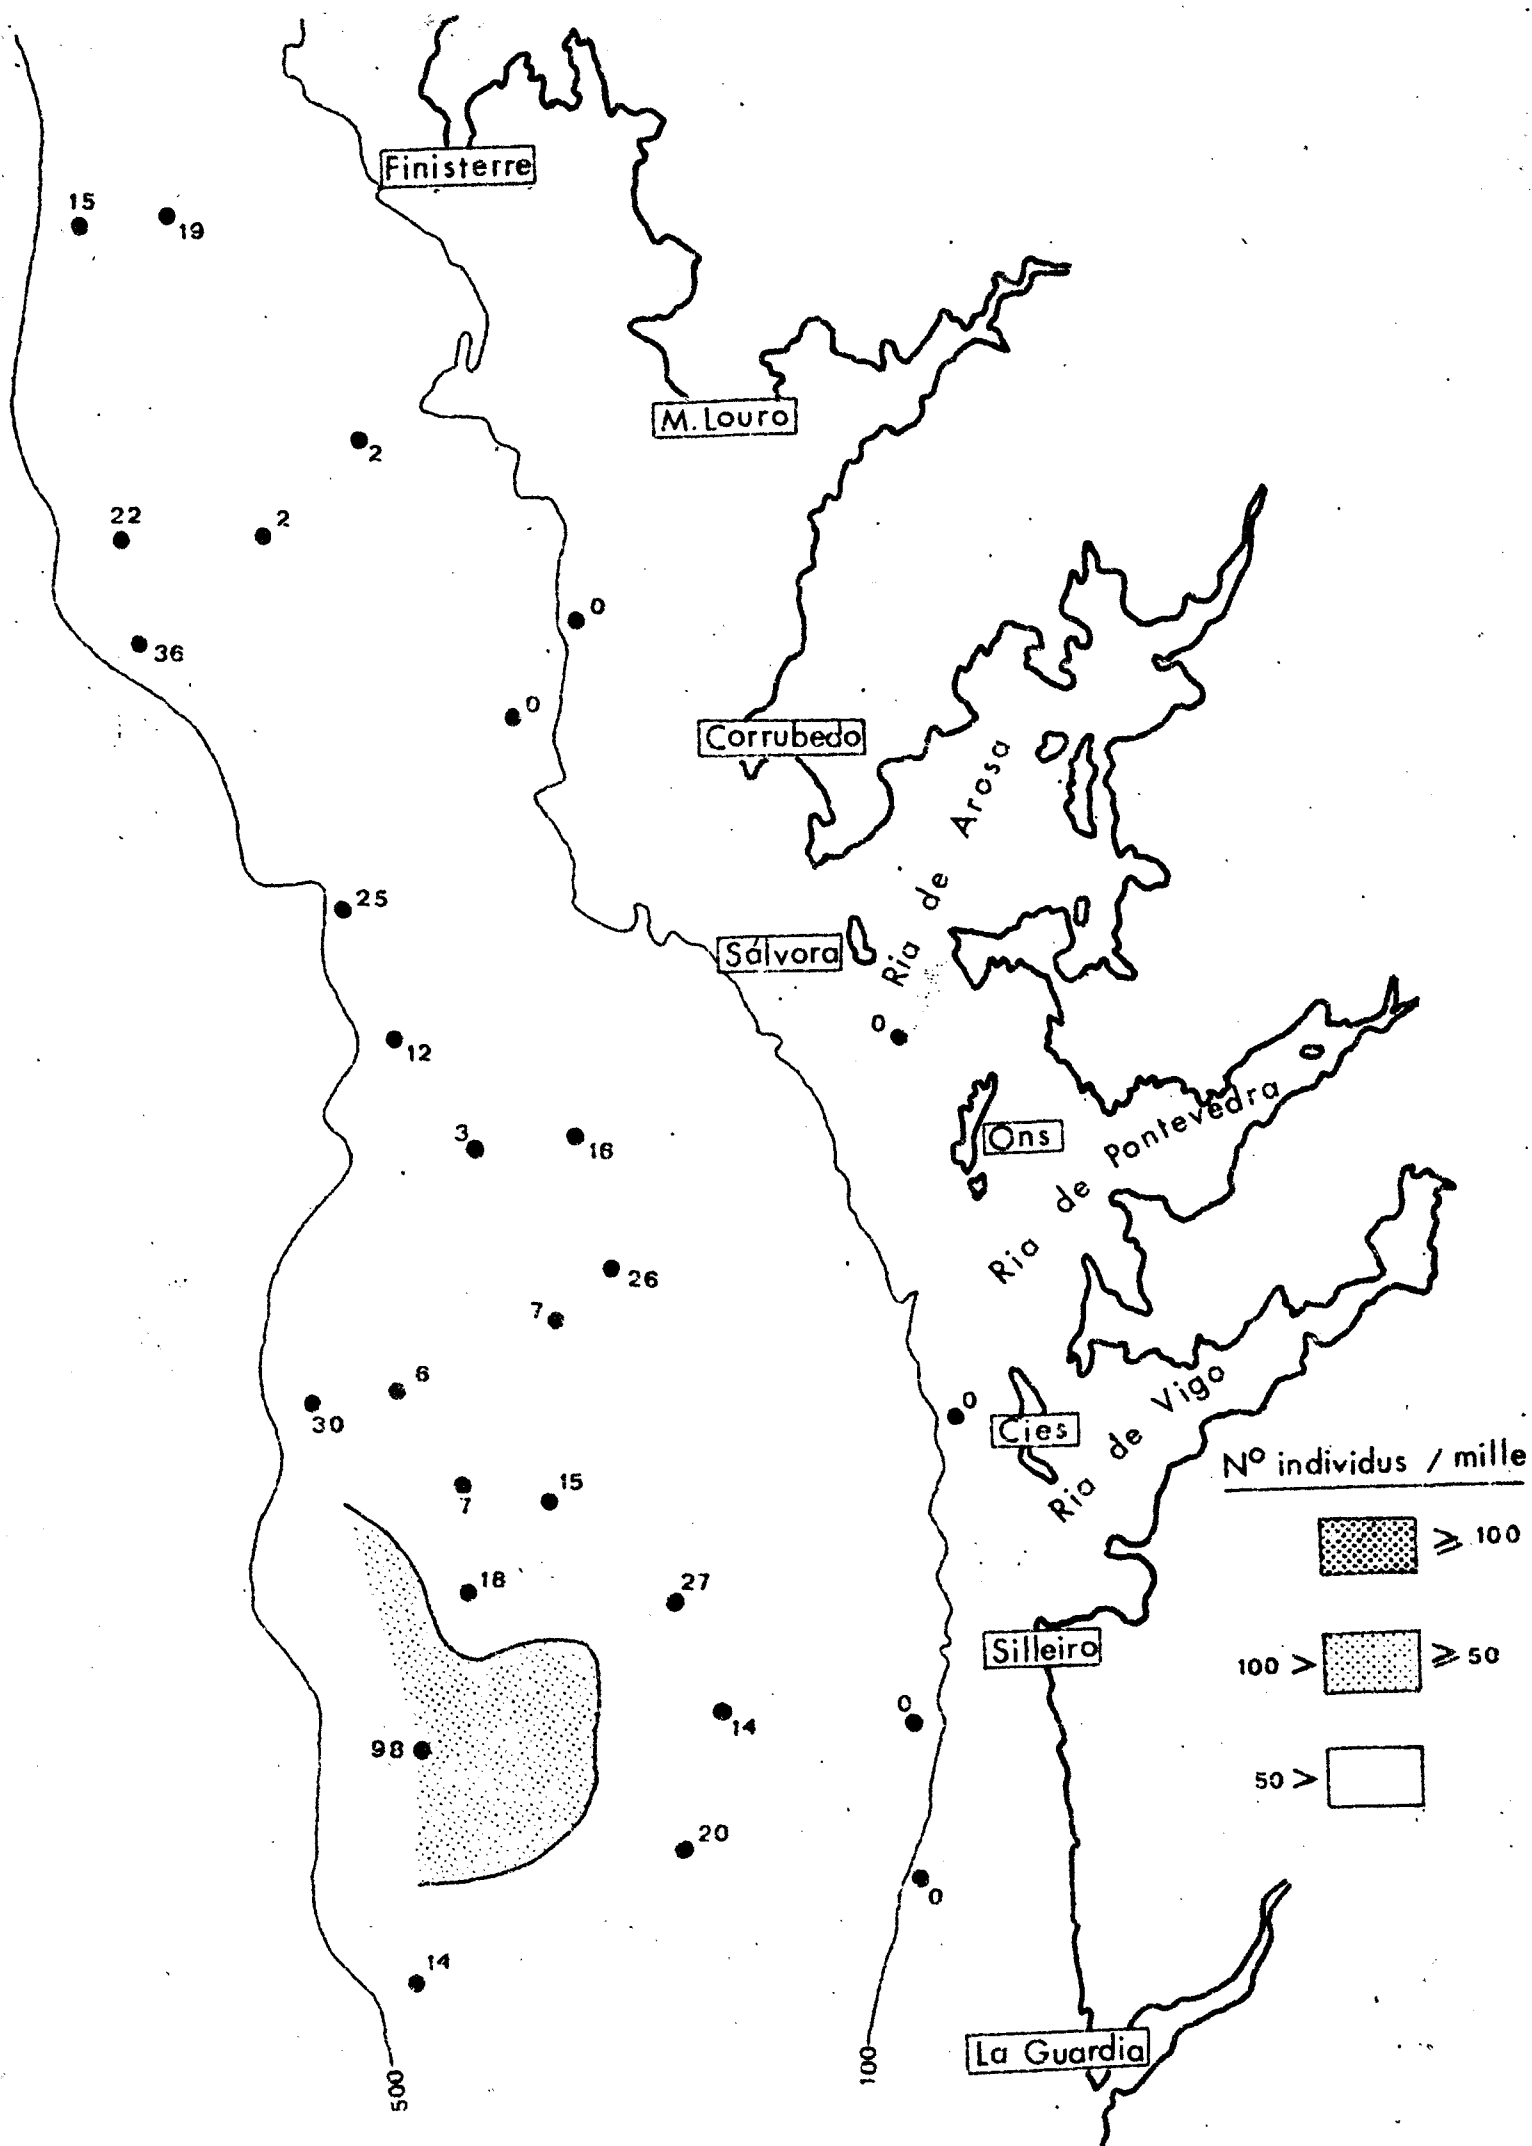 Finisterre
15
19
M. Louro
2
22
2
0
36
0
Corrubedo
Ria de Arosa
25
Sálvora
0
12
3
16
Ons
Ria de Pontevedra
26
7
6
30
0
Cies
Ria de Vigo
Nº individus / mille
7
15
≥ 100
18
27
Silleiro
100 > ≥ 50
14
0
98
50 >
20
0
14
La Guardia
500
100